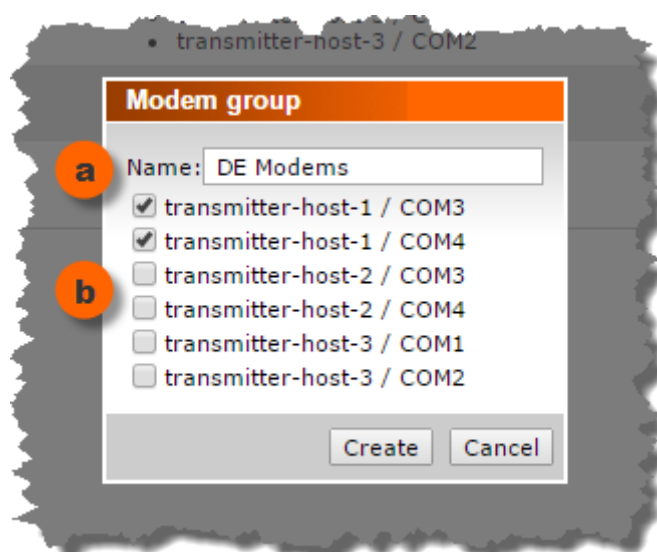 • transmitter-host-3 / COM2
Modem group
a
Name: DE Modems
transmitter-host-1 / COM3
transmitter-host-1 / COM4
b
transmitter-host-2 / COM3
transmitter-host-2 / COM4
transmitter-host-3 / COM1
transmitter-host-3 / COM2
Create Cancel